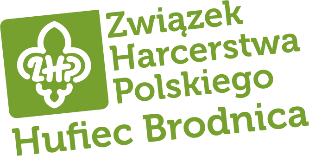 ZHP
Związek
Harcerstwa
Polskiego
Hufiec Brodnica